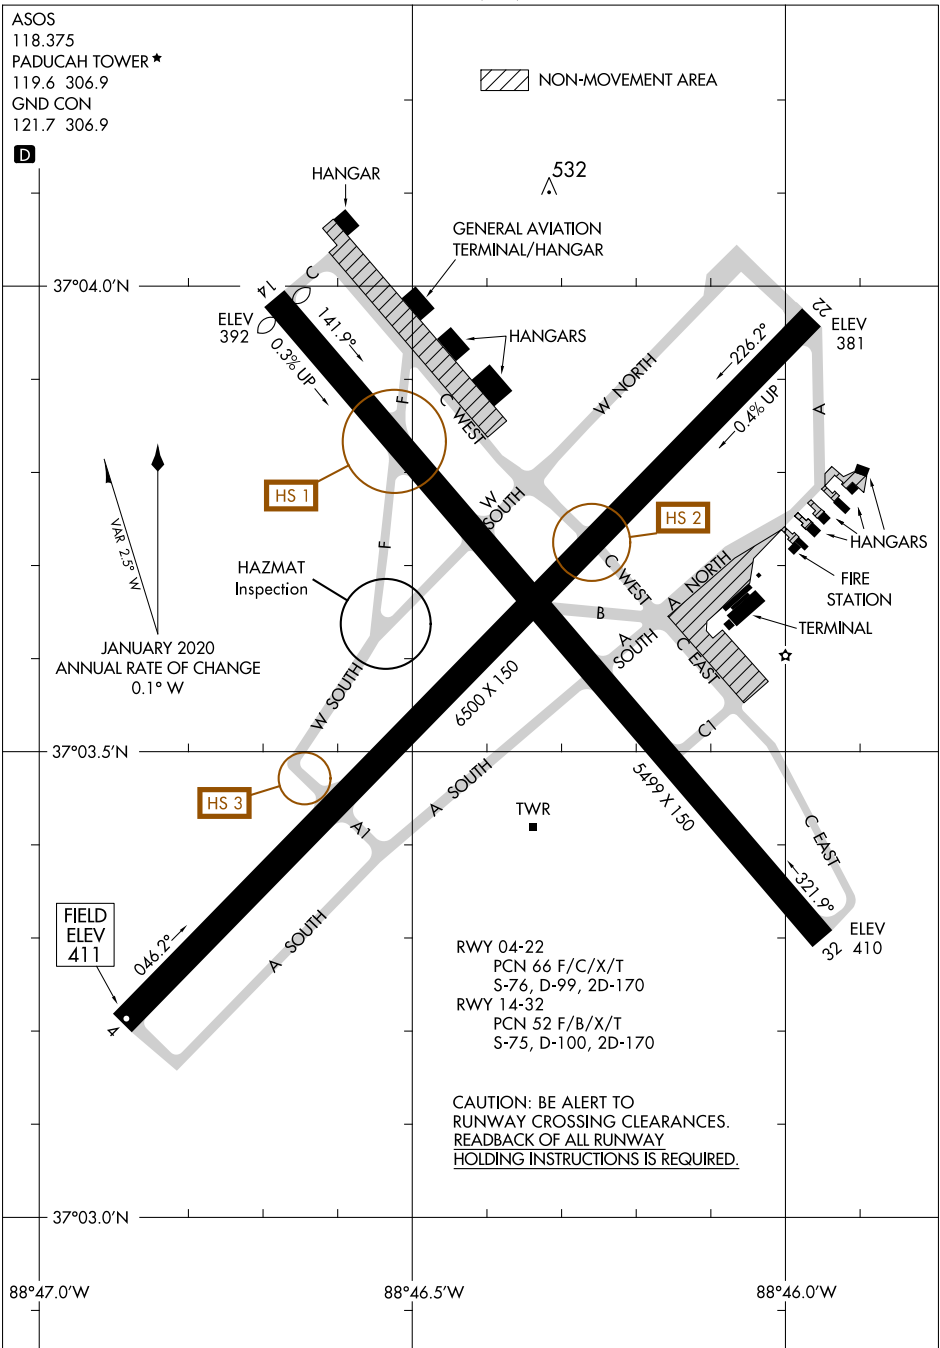 ASOS
118.375
PADUCAH TOWER★
119.6 306.9
GND CON
121.7 306.9
D
NON-MOVEMENT AREA
532
HANGAR
GENERAL AVIATION
TERMINAL/HANGAR
37°04.0'N
C
14
ELEV
392
141.9°
0.3% UP
HANGARS
22
ELEV
381
226.2°
0.4% UP
W NORTH
A
F
C WEST
HS 1
W
SOUTH
HS 2
VAR 2.5° W
F
HANGARS
HAZMAT
Inspection
C WEST
A NORTH
FIRE
STATION
B
TERMINAL
A
SOUTH
C EAST
JANUARY 2020
ANNUAL RATE OF CHANGE
0.1° W
W SOUTH
6500 X 150
C1
37°03.5'N
HS 3
A SOUTH
5499 X 150
TWR
A1
C EAST
321.9°
FIELD
ELEV
411
046.2°
A SOUTH
ELEV
410
32
4
RWY 04-22
PCN 66 F/C/X/T
S-76, D-99, 2D-170
RWY 14-32
PCN 52 F/B/X/T
S-75, D-100, 2D-170
CAUTION: BE ALERT TO
RUNWAY CROSSING CLEARANCES.
READBACK OF ALL RUNWAY
HOLDING INSTRUCTIONS IS REQUIRED.
37°03.0'N
88°47.0'W
88°46.5'W
88°46.0'W